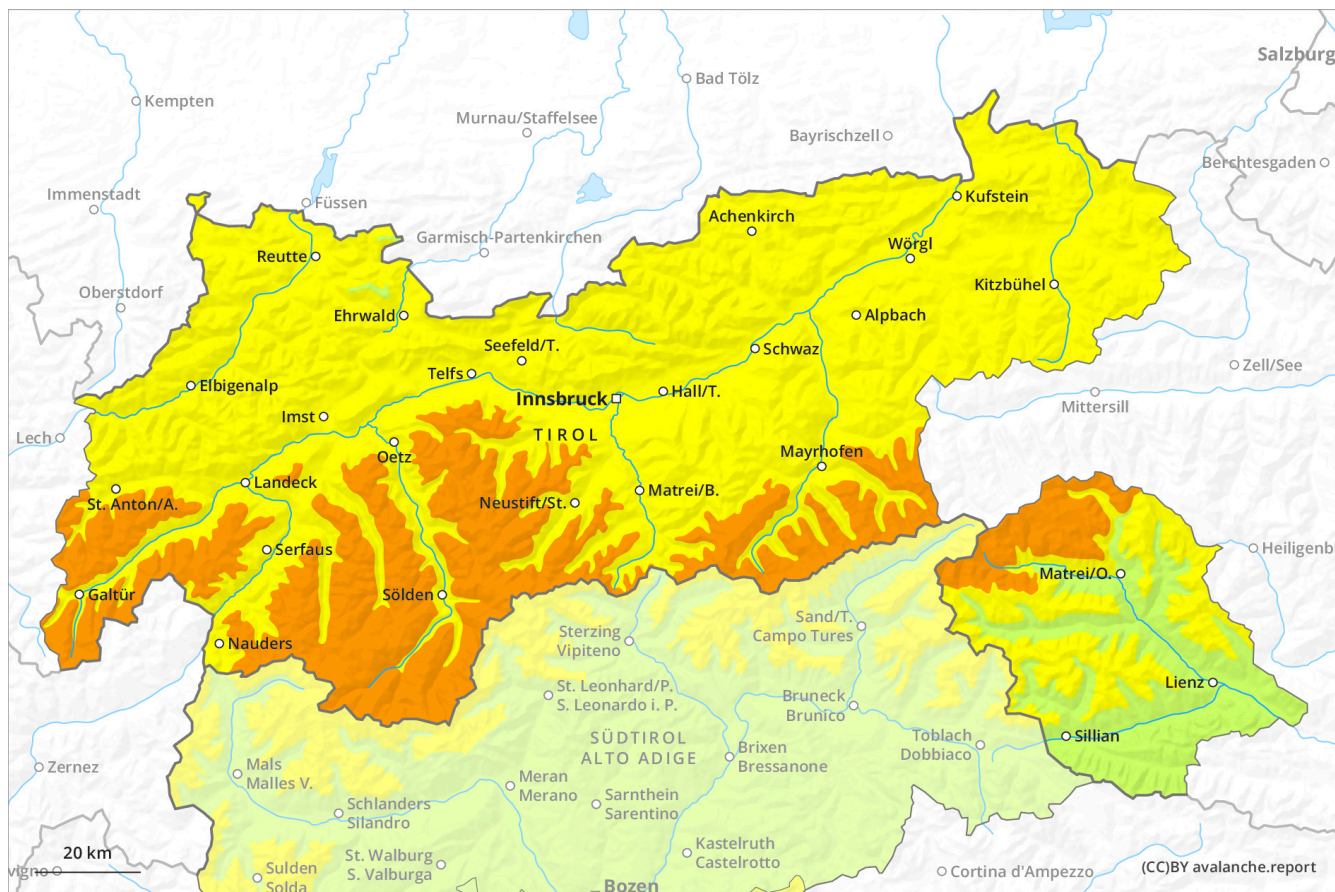 Salzburg
Bad Tölz
Kempten
Murnau/Staffelsee
Bayrischzell
Berchtesgaden
Immenstadt
Füssen
Kufstein
Achenkirch
Garmisch-Partenkirchen
Wörgl
Reutte
Kitzbühel
Oberstdorf
Ehrwald
Alpbach
Seefeld/T.
Schwaz
Zell/See
Telfs
Elbigenalp
Hall/T.
Innsbruck
Mittersill
Imst
Lech
TIROL
Oetz
Mayrhofen
Landeck
Matrei/B.
St. Anton/A.
Neustift/St.
Serfaus
Heiligenb
Matrei/O.
Galtür
Sölden
Sand/T.
Campo Tures
Sterzing
Vipiteno
Nauders
Lienz
St. Leonhard/P.
S. Leonardo i. P.
Bruneck
Brunico
SÜDTIROL
ALTO ADIGE
Toblach
Dobbiaco
Sillian
Brixen
Bressanone
Zernez
Mals
Malles V.
Meran
Merano
Sarnthein
Sarentino
Schlanders
Silandro
Kastelruth
Castelrotto
20 km
St. Walburg
S. Valburga
vigno
Sulden
Solda
Bozen
Cortina d'Ampezzo
(CC)BY avalanche.report